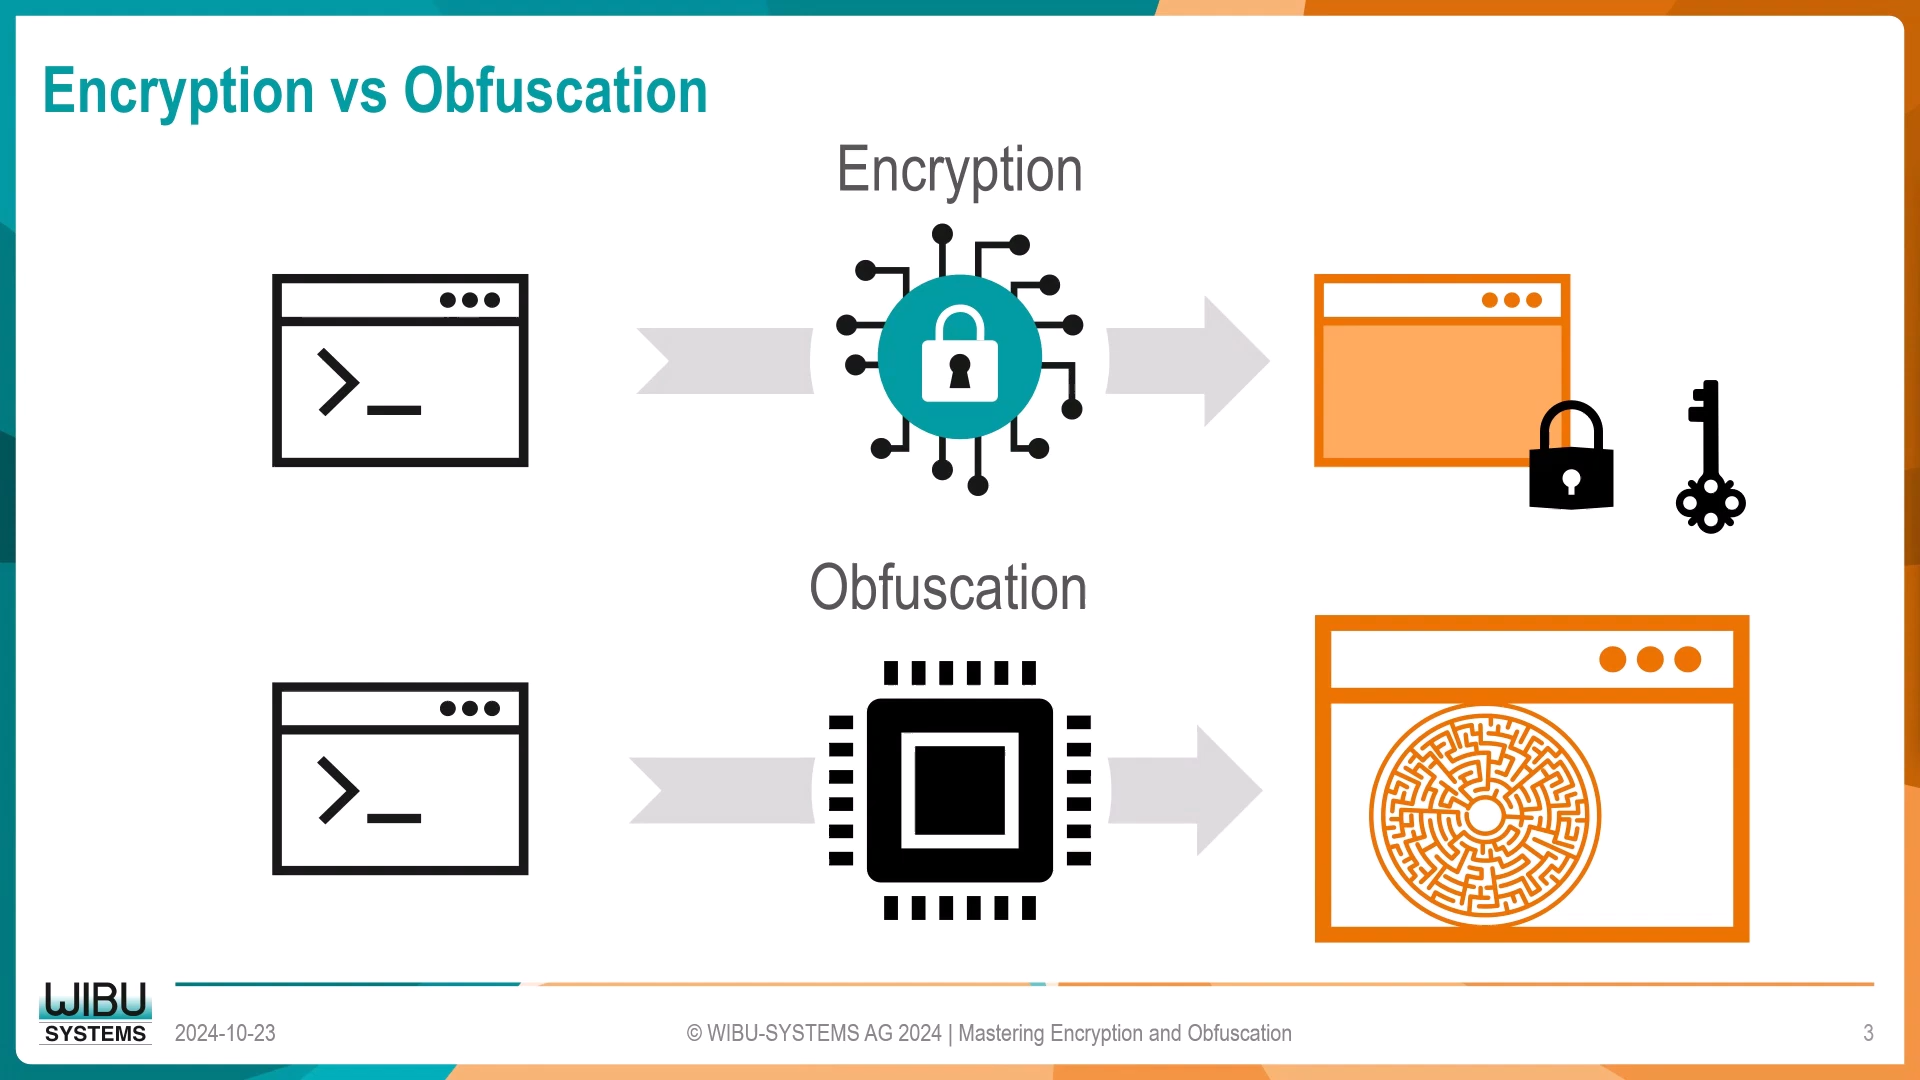 Encryption vs Obfuscation
Encryption
Obfuscation
WIBU
SYSTEMS
2024-10-23
© WIBU-SYSTEMS AG 2024 | Mastering Encryption and Obfuscation
3